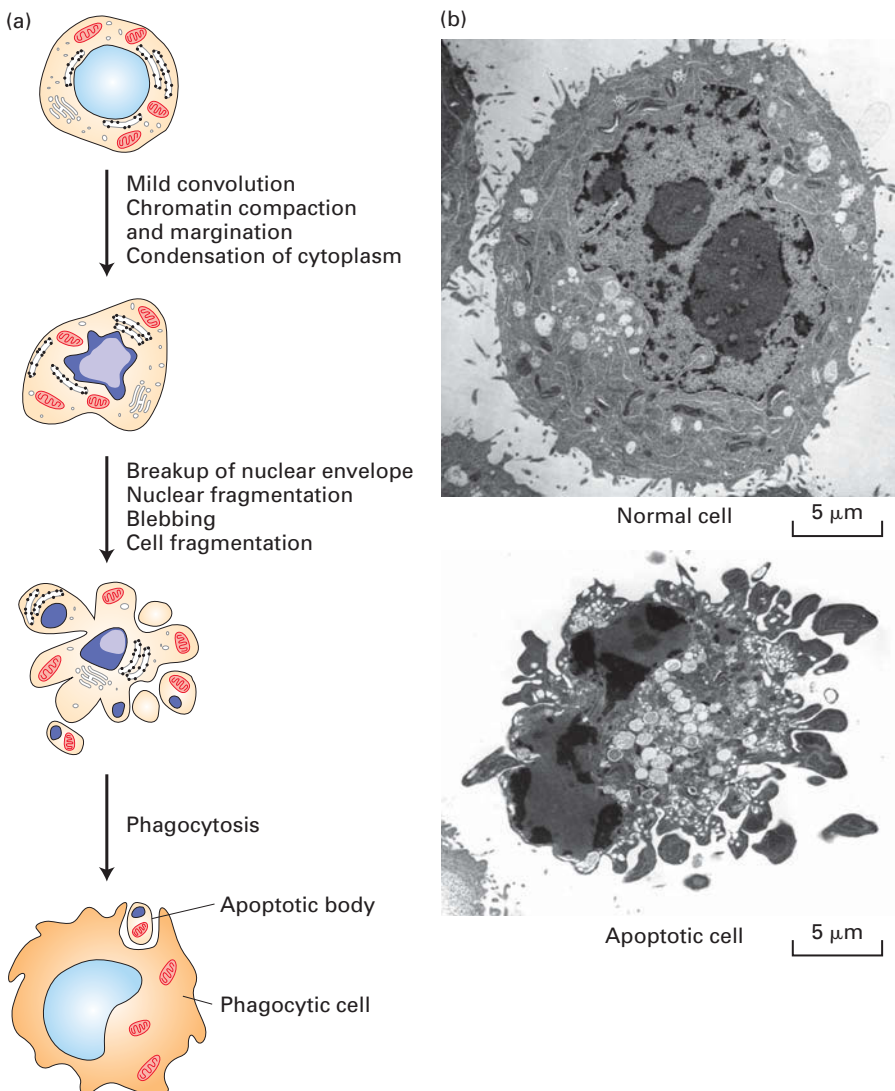 (a)
Mild convolution
Chromatin compaction
and margination
Condensation of cytoplasm
Breakup of nuclear envelope
Nuclear fragmentation
Blebbing
Cell fragmentation
Phagocytosis
Apoptotic body
Phagocytic cell
(b)
Normal cell
5 μm
Apoptotic cell
5 μm